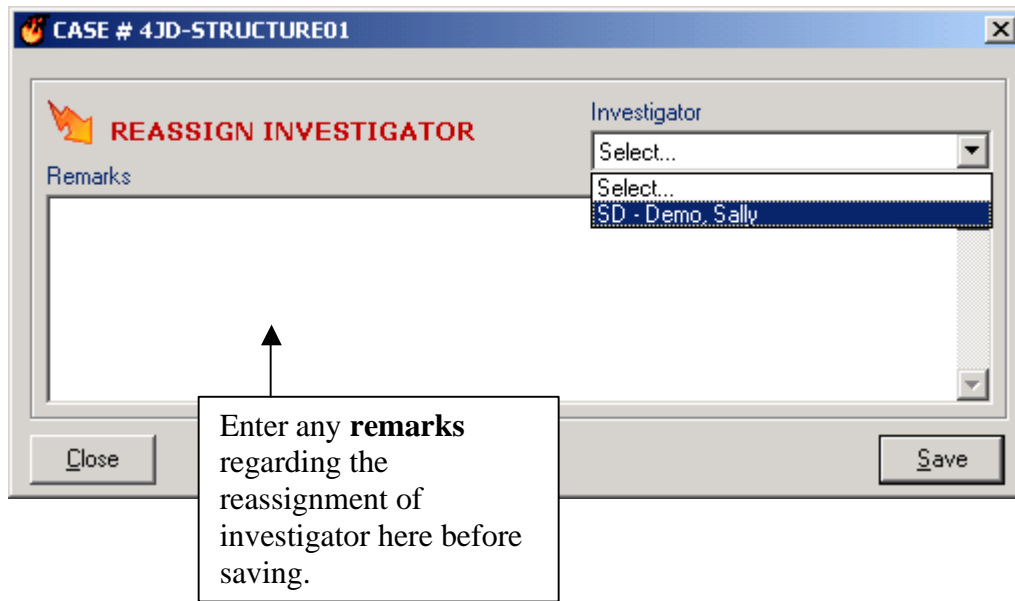 CASE # 4JD-STRUCTURE01
REASSIGN INVESTIGATOR
Investigator
Select...
Select...
SD - Demo, Sally
Remarks
Enter any remarks
regarding the
reassignment of
investigator here before
saving.
Close
Save